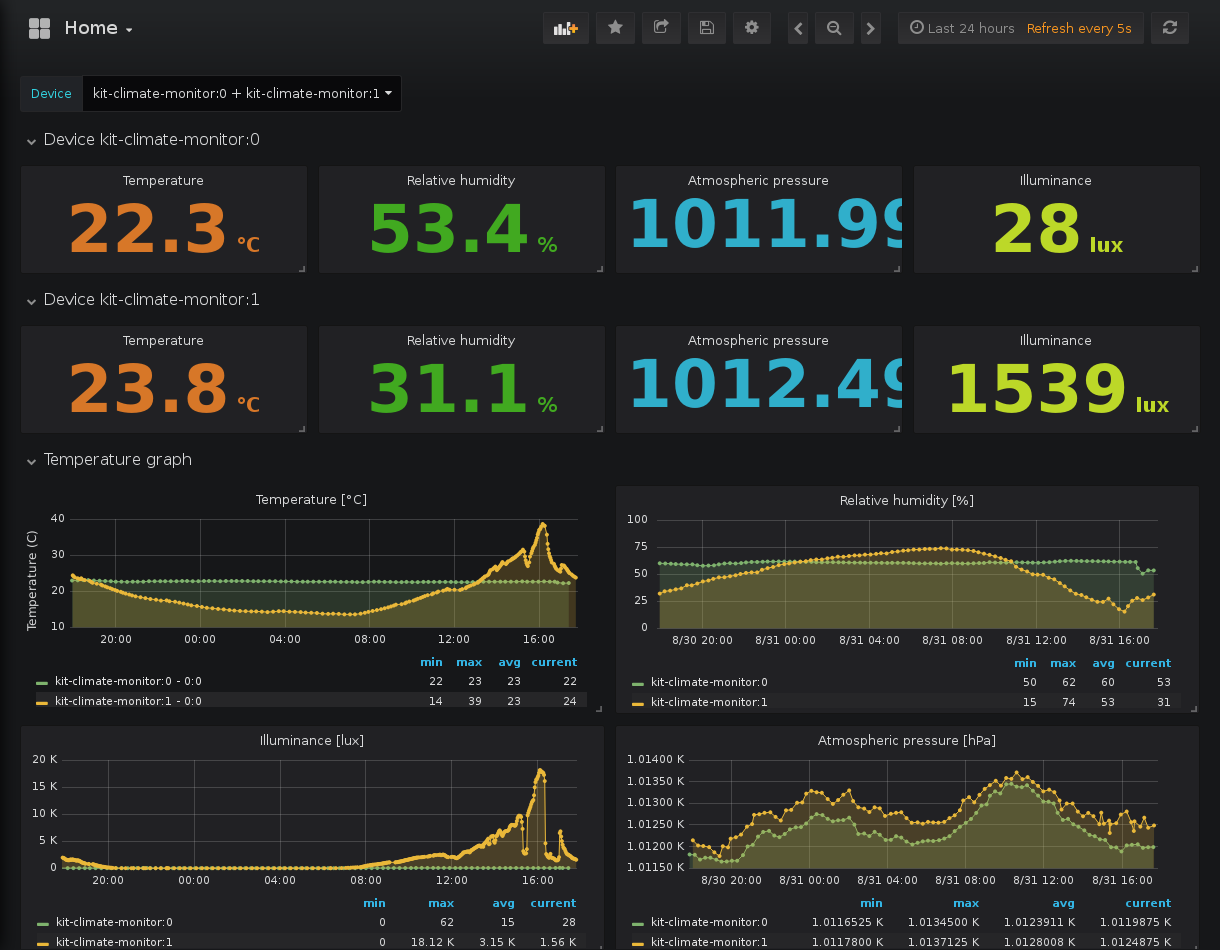 Home
Last 24 hours Refresh every 5s
Device kit-climate-monitor:0 + kit-climate-monitor:1
Device kit-climate-monitor:0
Temperature Relative humidity Atmospheric pressure Illuminance
22.3 °C 53.4 % 1011.99 28 lux
Device kit-climate-monitor:1
Temperature Relative humidity Atmospheric pressure Illuminance
23.8 °C 31.1 % 1012.49 1539 lux
Temperature graph
Temperature [°C]
Temperature (C)
40
30
20
10
20:00 00:00 04:00 08:00 12:00 16:00
min max avg current
kit-climate-monitor:0 - 0:0 22 23 23 22
kit-climate-monitor:1 - 0:0 14 39 23 24
Relative humidity [%]
100
75
50
25
0
8/30 20:00 8/31 00:00 8/31 04:00 8/31 08:00 8/31 12:00 8/31 16:00
min max avg current
kit-climate-monitor:0 50 62 60 53
kit-climate-monitor:1 15 74 53 31
Illuminance [lux]
20 K
15 K
10 K
5 K
0
20:00 00:00 04:00 08:00 12:00 16:00
min max avg current
kit-climate-monitor:0 0 62 15 28
kit-climate-monitor:1 0 18.12 K 3.15 K 1.56 K
Atmospheric pressure [hPa]
1.01400 K
1.01350 K
1.01300 K
1.01250 K
1.01200 K
1.01150 K
8/30 20:00 8/31 00:00 8/31 04:00 8/31 08:00 8/31 12:00 8/31 16:00
min max avg current
kit-climate-monitor:0 1.0116525 K 1.0134500 K 1.0123911 K 1.0119875 K
kit-climate-monitor:1 1.0117800 K 1.0137125 K 1.0128008 K 1.0124875 K